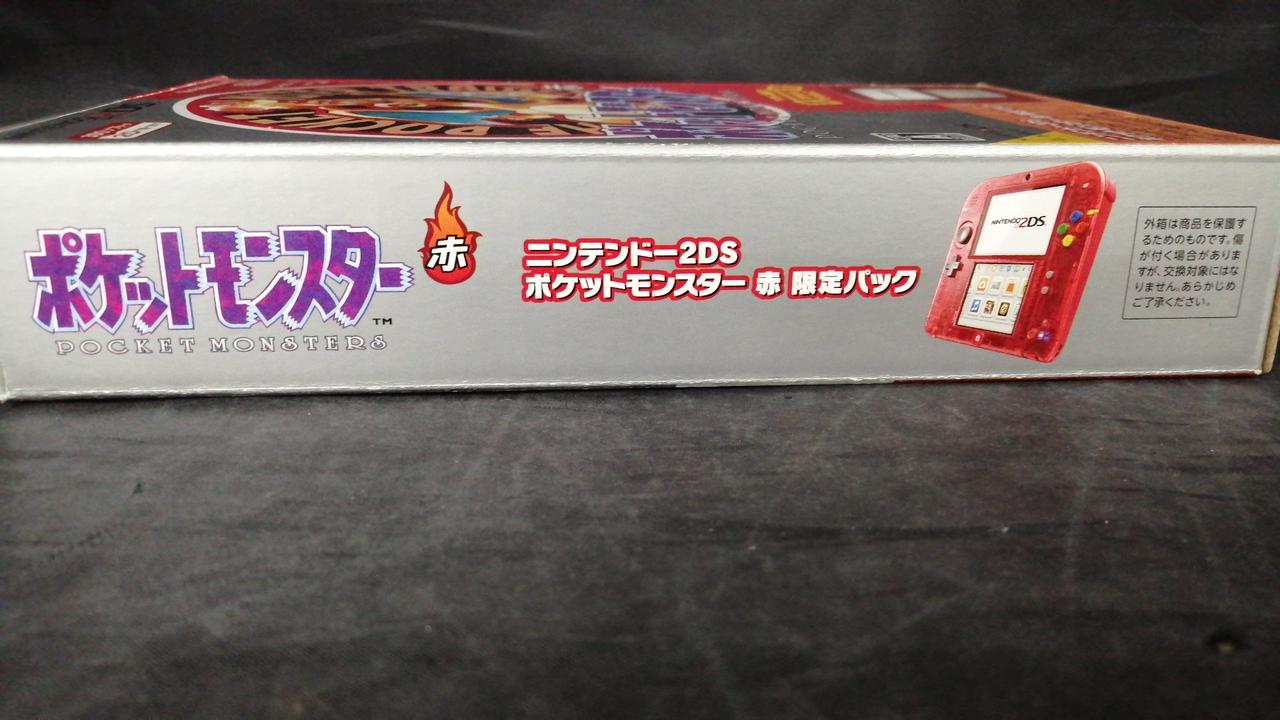 ポケットモンスター
TM
POCKET MONSTERS
赤
ニンテンドー2DS
ポケットモンスター 赤 限定パック
NINTENDO 2DS
外箱は商品を保護す
るためのものです。傷
が付く場合がありま
すが、交換対象にはな
りません。あらかじめ
ご了承ください。